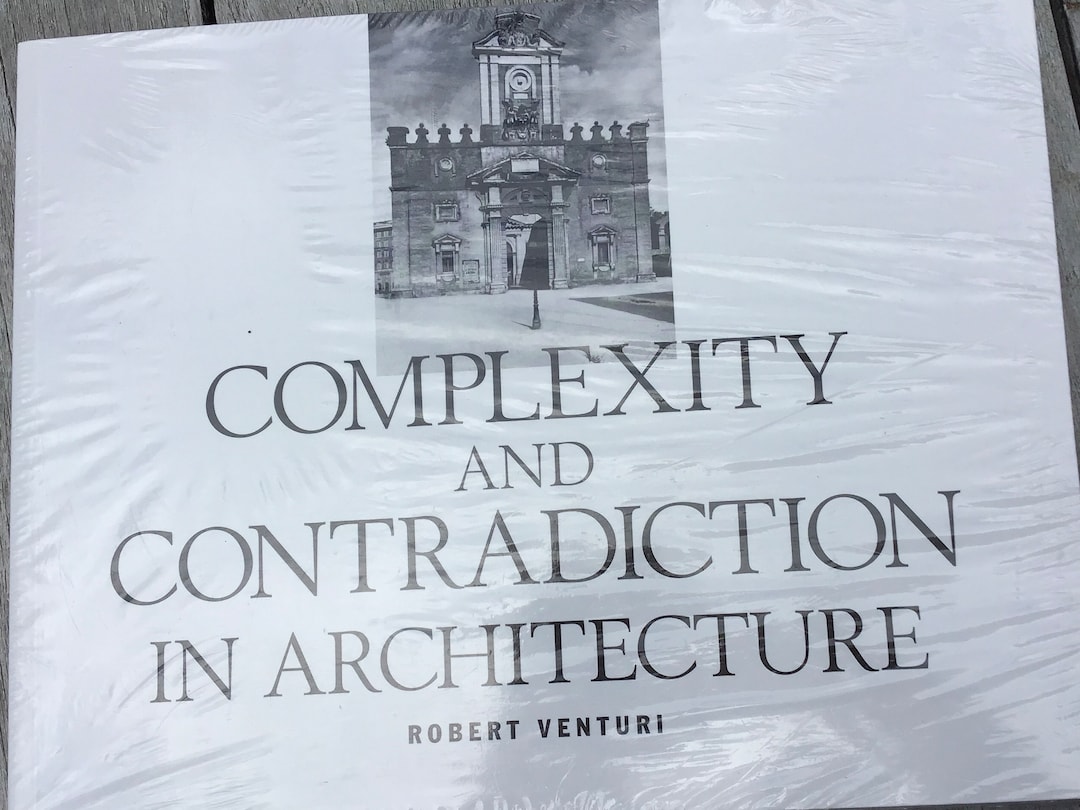 COMPLEXITY
AND
CONTRADICTION
IN ARCHITECTURE
ROBERT VENTURI